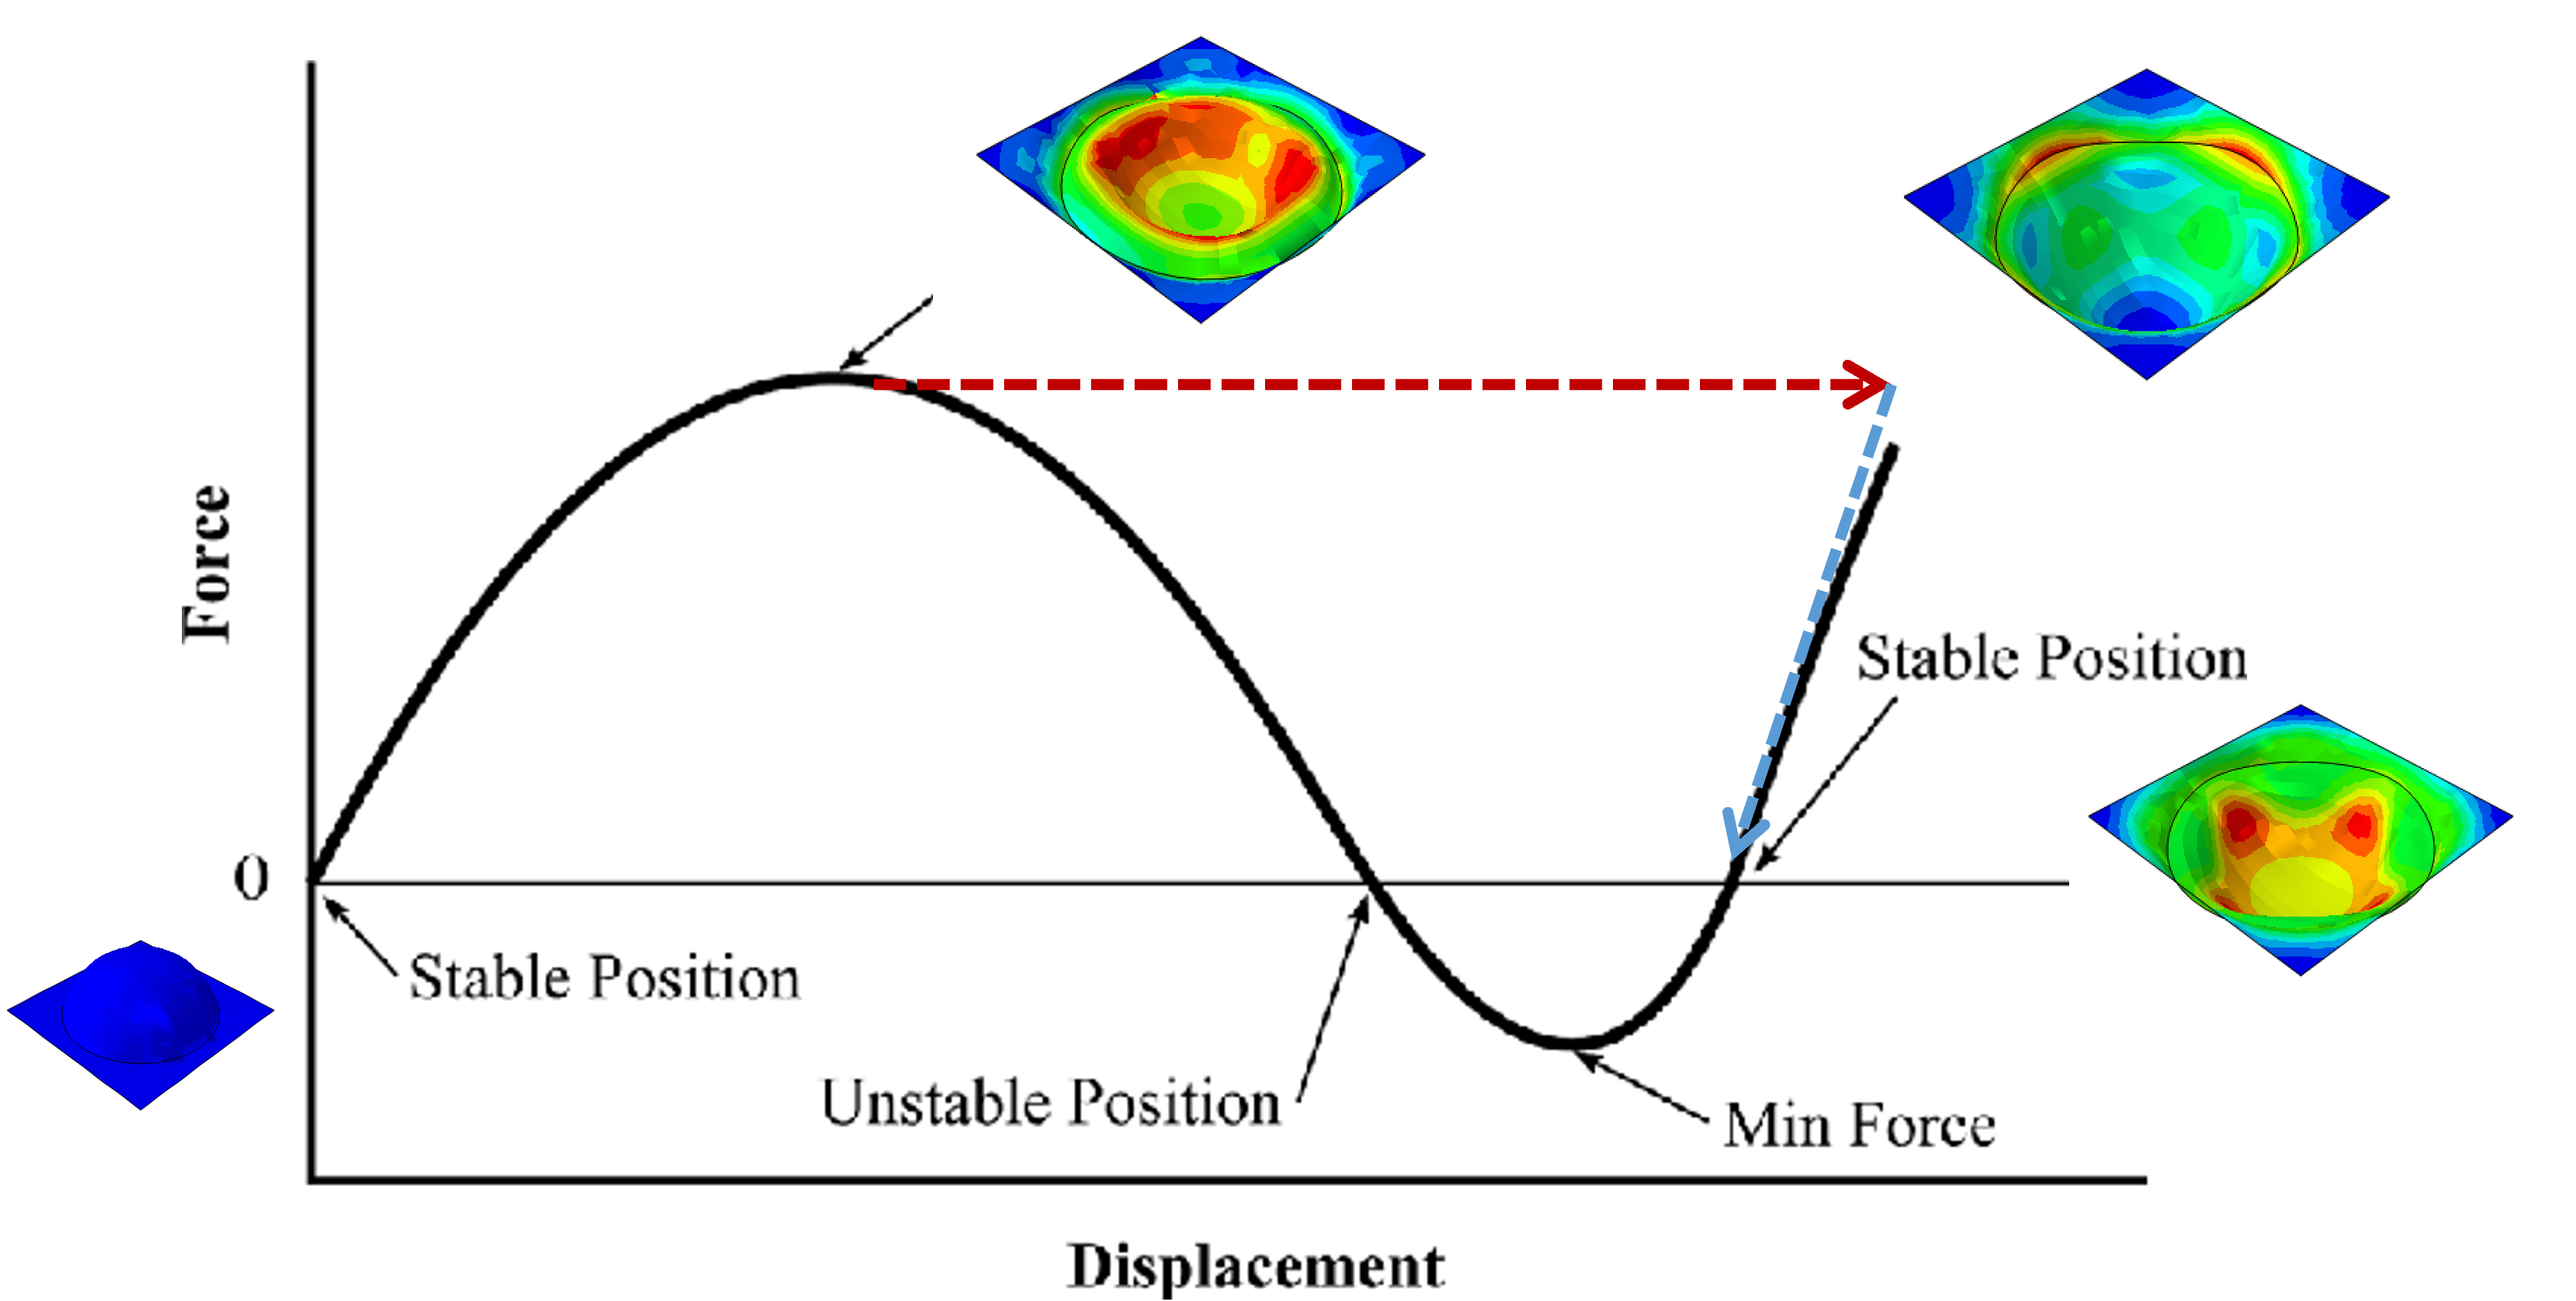 Force
Stable Position
0
Stable Position
Unstable Position
Min Force
Displacement